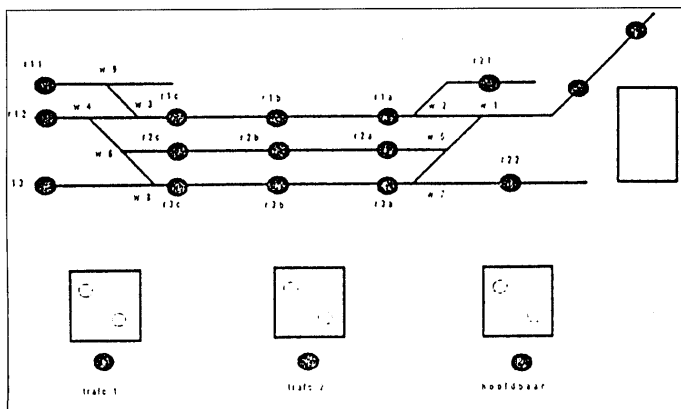 r11
w 9
r21
r12
w 4
w 3
r1c
r1b
r1a
w 2
w 1
r2c
r2b
r2a
w 5
w 6
r22
w 8
r3c
r3b
r3a
w 7
trafo 1
trafo 2